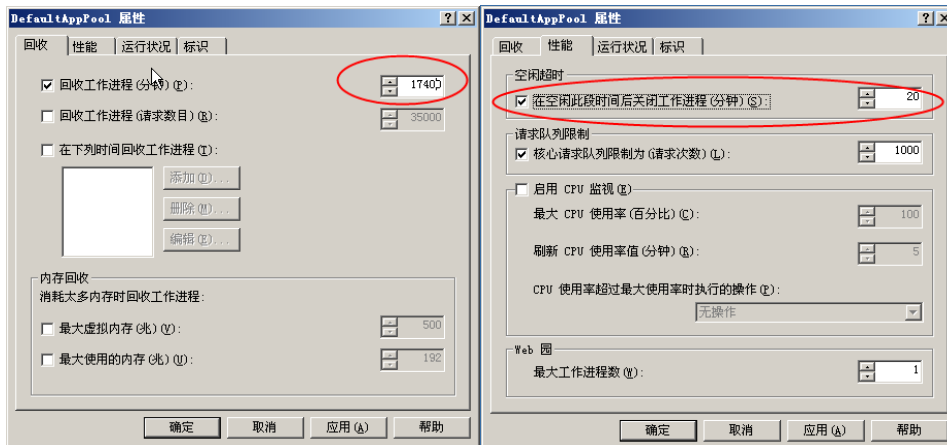 DefaultAppPool 属性
回收 性能 运行状况 标识
回收工作进程(分钟)(P): 1740
回收工作进程(请求数目)(R): 35000
在下列时间回收工作进程(T):
添加(D)...
删除(M)...
编辑(E)...
内存回收
消耗太多内存时回收工作进程:
最大虚拟内存(兆)(V): 500
最大使用的内存(兆)(U): 192
确定 取消 应用(A) 帮助
DefaultAppPool 属性
回收 性能 运行状况 标识
空闲超时
在空闲此段时间后关闭工作进程(分钟)(S): 20
请求队列限制
核心请求队列限制为(请求次数)(L): 1000
启用 CPU 监视(E)
最大 CPU 使用率(百分比)(C): 100
刷新 CPU 使用率值(分钟)(R): 5
CPU 使用率超过最大使用率时执行的操作(P):
无操作
Web 园
最大工作进程数(W): 1
确定 取消 应用(A) 帮助